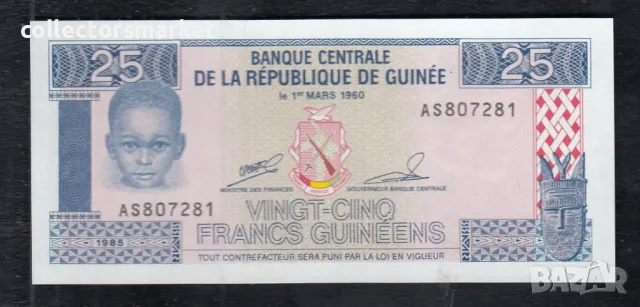 collectorsmarket
25
25
BANQUE CENTRALE
DE LA RÉPUBLIQUE DE GUINÉE
le 1er MARS 1960
AS807281
MINISTRE DES FINANCES
GOUVERNEUR BANQUE CENTRALE
AS807281
VINGT-CINQ
FRANCS GUINÉENS
1985
TOUT CONTREFACTEUR SERA PUNI PAR LA LOI EN VIGUEUR
BAZAR.BG